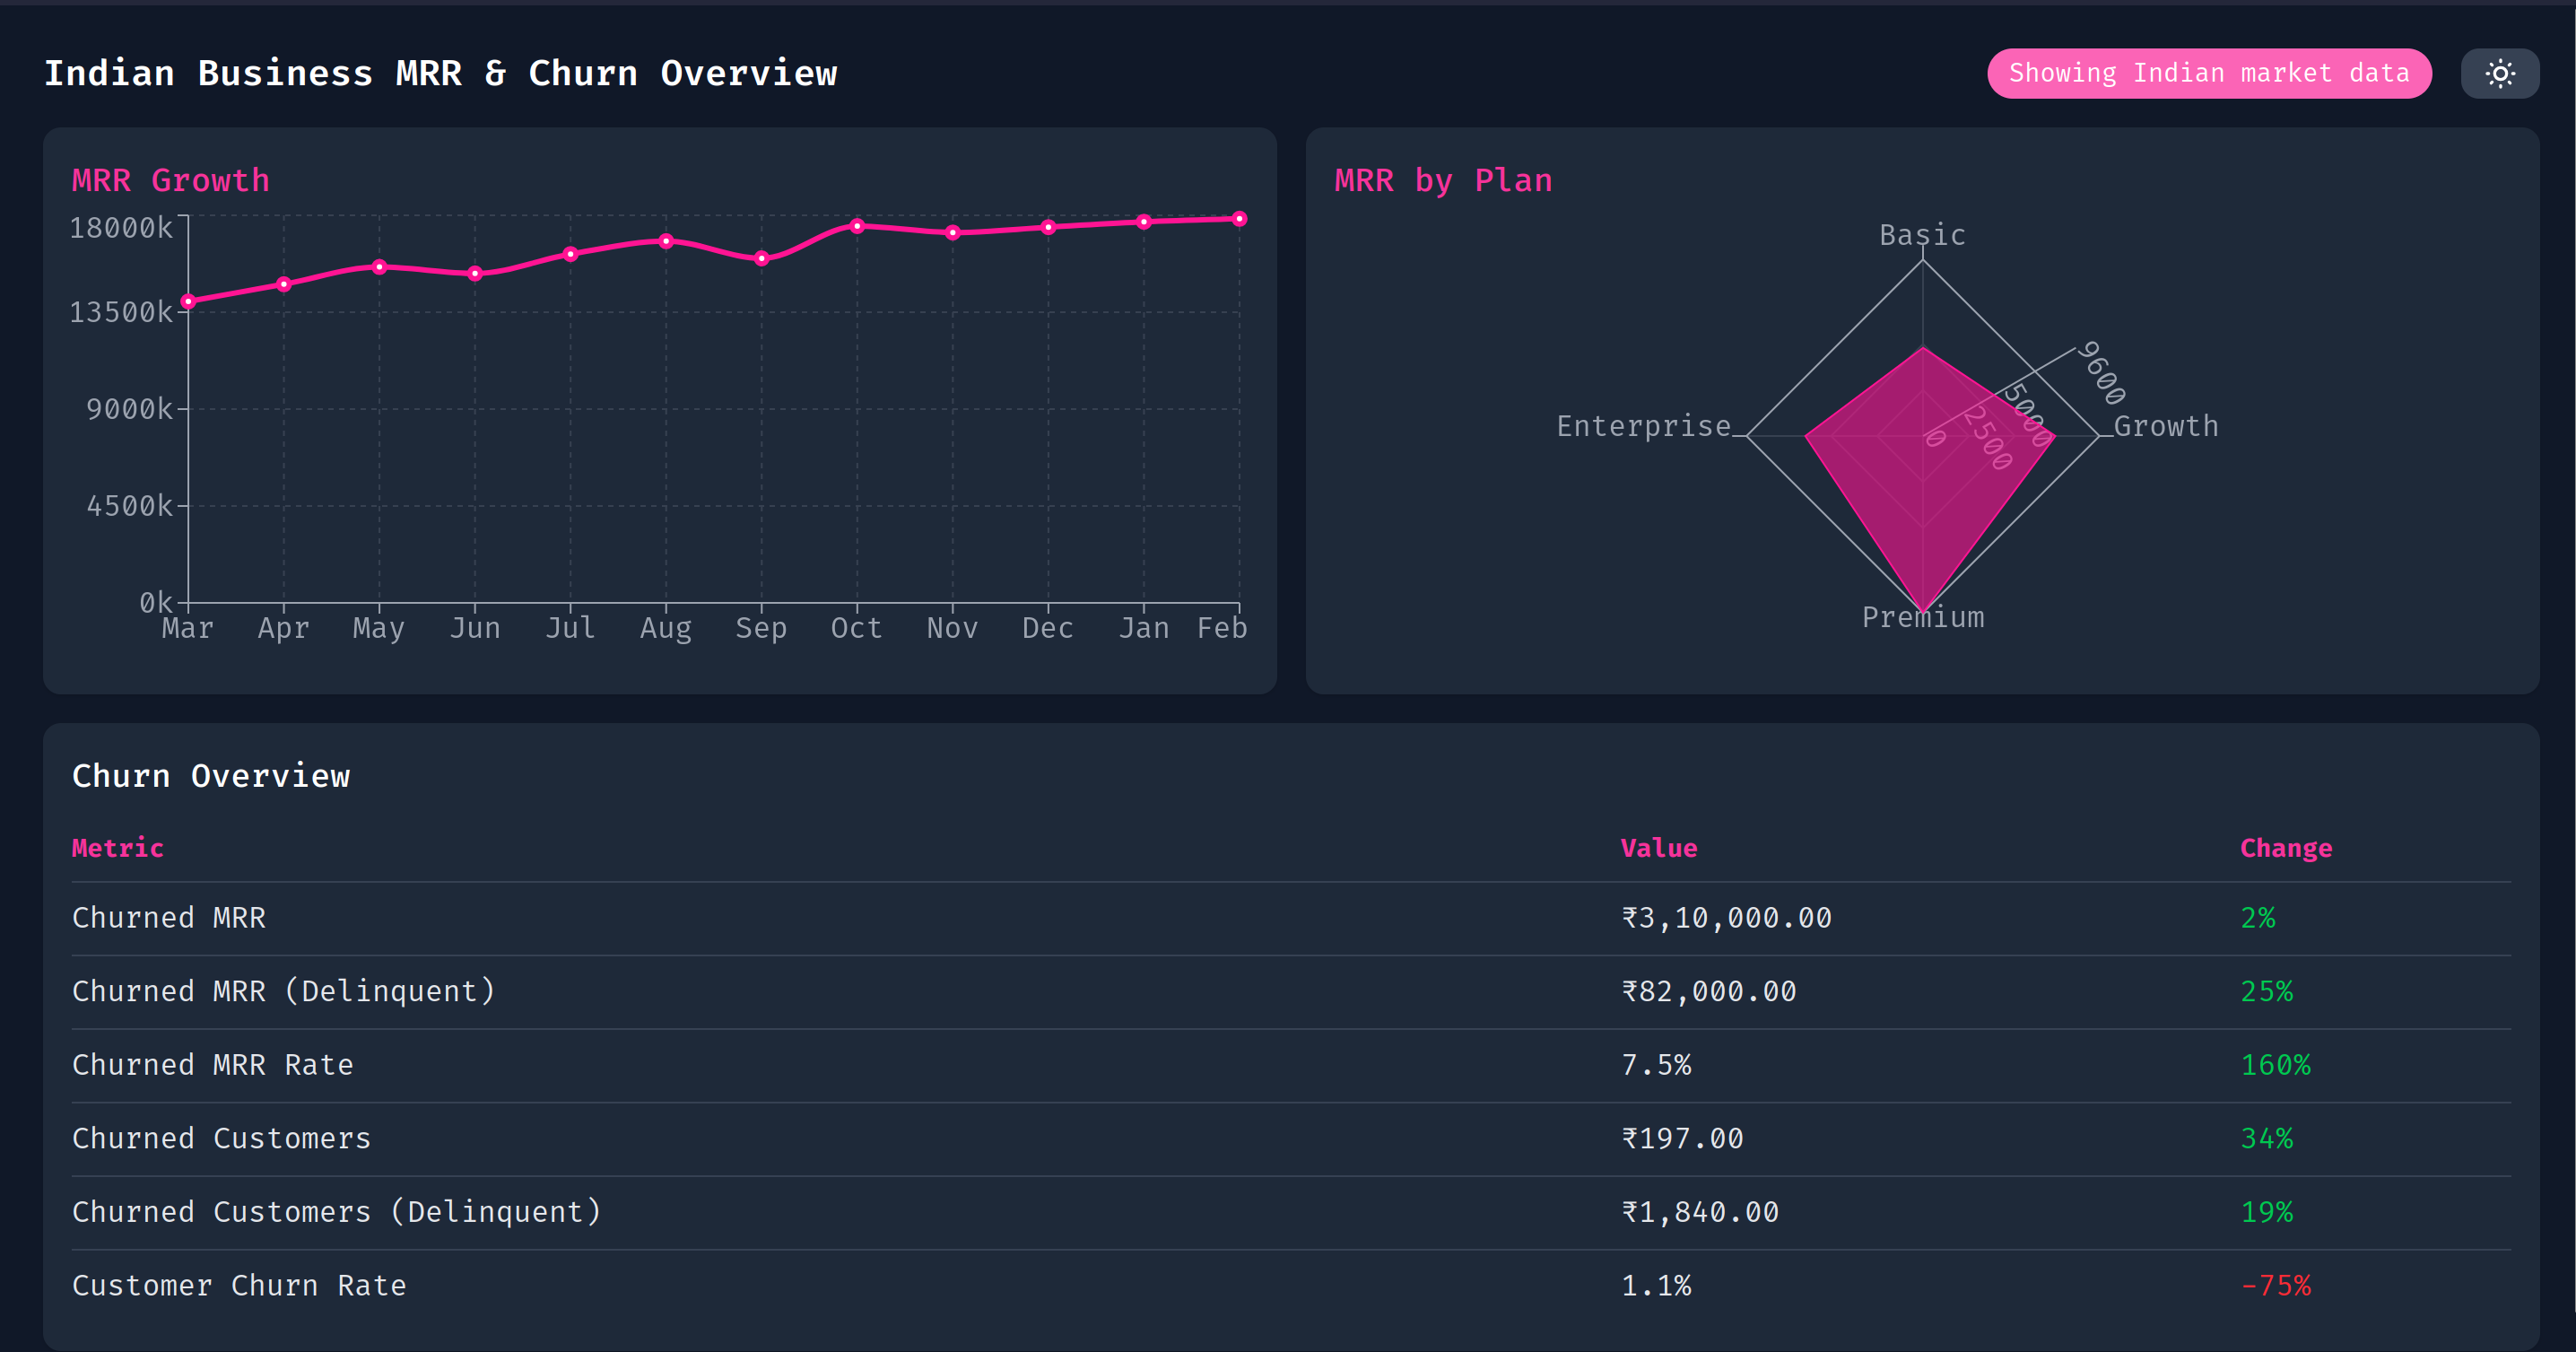 Indian Business MRR & Churn Overview
Showing Indian market data
MRR Growth
18000k
13500k
9000k
4500k
0k
Mar Apr May Jun Jul Aug Sep Oct Nov Dec Jan Feb
MRR by Plan
Basic
9600
5000
2500
0
Enterprise
Growth
Premium
Churn Overview
Metric Value Change
Churned MRR ₹3,10,000.00 2%
Churned MRR (Delinquent) ₹82,000.00 25%
Churned MRR Rate 7.5% 160%
Churned Customers ₹197.00 34%
Churned Customers (Delinquent) ₹1,840.00 19%
Customer Churn Rate 1.1% -75%